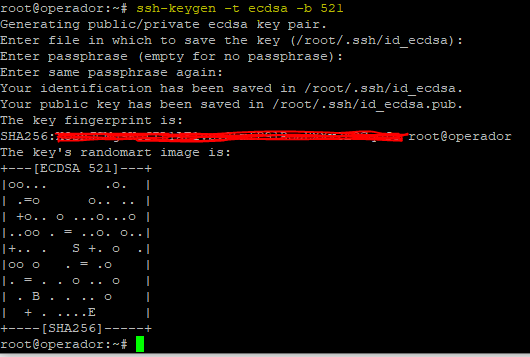 root@operador:~# ssh-keygen -t ecdsa -b 521
Generating public/private ecdsa key pair.
Enter file in which to save the key (/root/.ssh/id_ecdsa):
Enter passphrase (empty for no passphrase):
Enter same passphrase again:
Your identification has been saved in /root/.ssh/id_ecdsa.
Your public key has been saved in /root/.ssh/id_ecdsa.pub.
The key fingerprint is:
SHA256: root@operador
The key's randomart image is:
+---[ECDSA 521]---+
|oo...       .o.  |
| .=o      o.. .. |
| +o.. o ...o...o |
|..oo . = ..o. o..|
|+.. .   S +. o  .|
|oo o   . = .o    |
|. = . . o .. o   |
| . B . . .. o    |
|  + . ....E      |
+----[SHA256]-----+
root@operador:~#